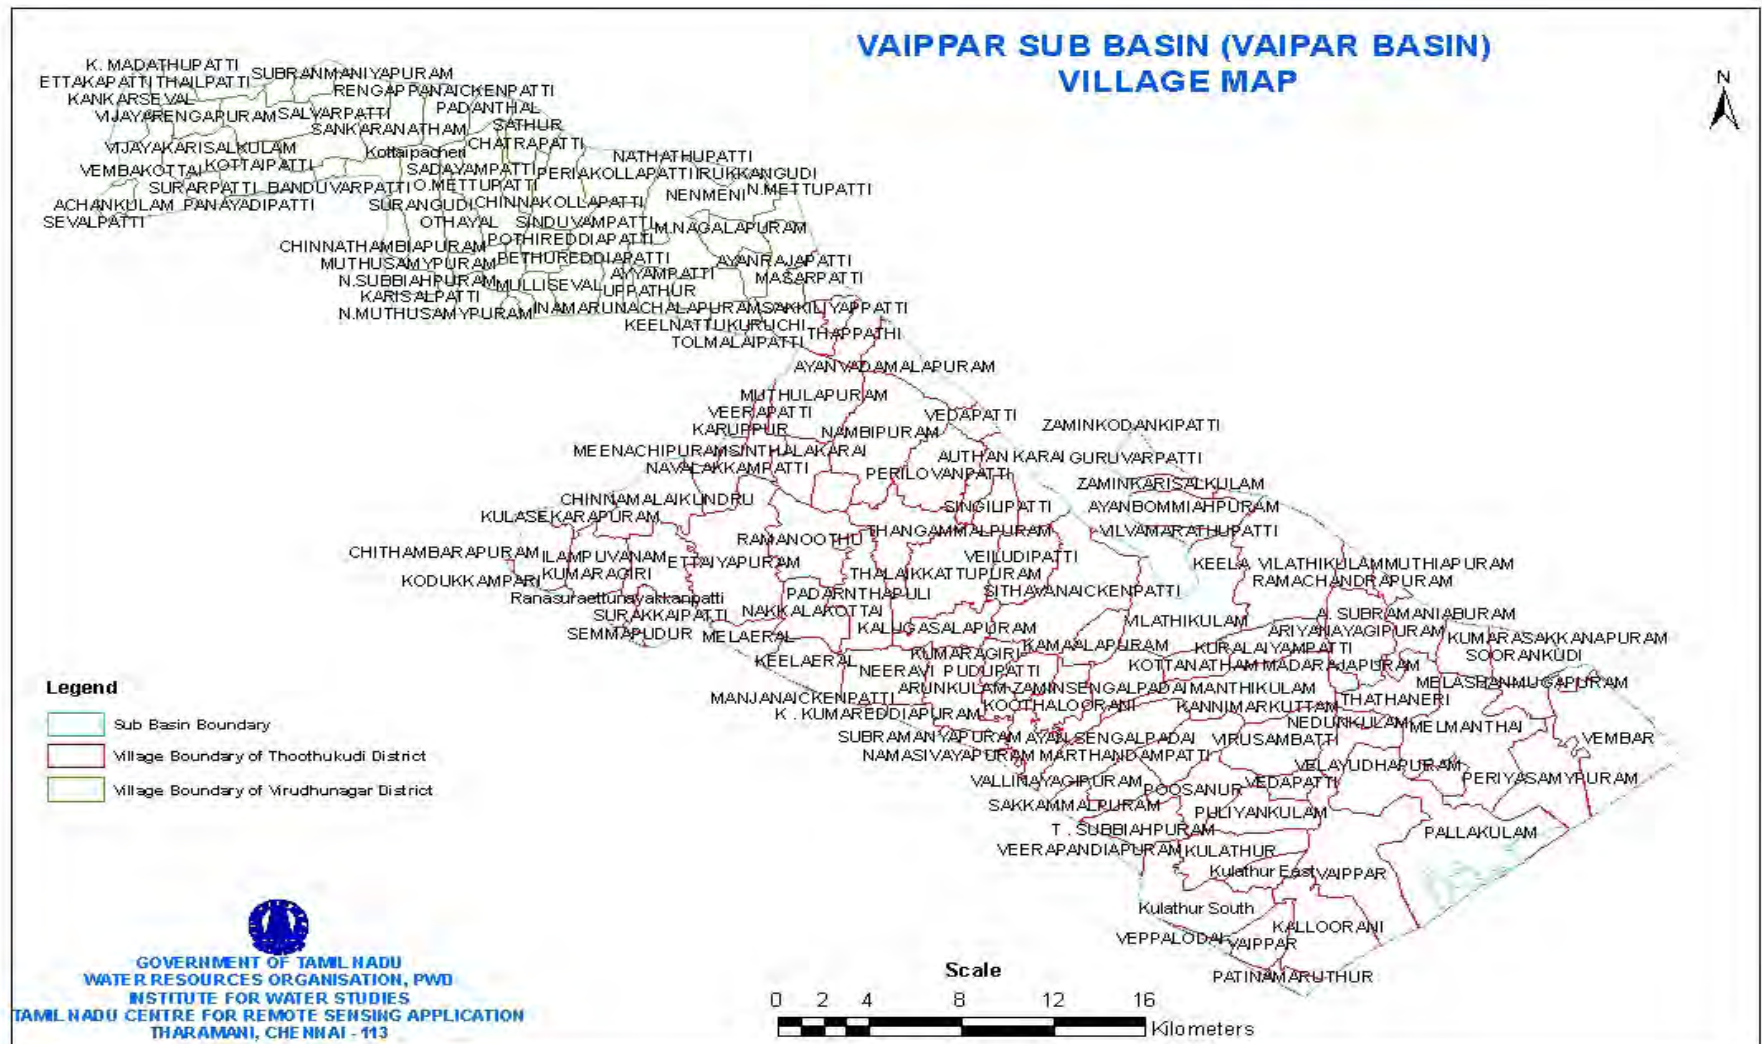 VAIPPAR SUB BASIN (VAIPAR BASIN)
VILLAGE MAP
N
K. MADATHUPATTI
ETTAKAPATTI THAILPATTI SUBRANMANIYAPURAM
KANKARSEVAL RENGAPPANAICKENPATTI
VIJAYARENGAPURAM SALVARPATTI PADANTHAL
SANKARANATHAM SATHUR
VIJAYAKARISALKULAM Kottaipacheri CHATRAPATTI
VEMBAKOTTAI KOTTAIPATTI SADAYAMPATTI PERIAKOLLAPATTI IRUKKANGUDI
NATHATHUPATTI
SURARPATTI BANDUVARPATTI O.METTUPATTI NENMENI N.METTUPATTI
ACHANKULAM PANAYADIPATTI SURANGUDI CHINNAKOLLAPATTI
SEVALPATTI OTHAYAL SINDUVAMPATTI M.NAGALAPURAM
CHINNATHAMBIAPURAM POTHIREDDIAPATTI
MUTHUSAMYPURAM PETHUREDDIAPATTI AYANRAJAPATTI
N.SUBBIAHPURAM MULLISEVAL AYYAMPATTI MASARPATTI
KARISALPATTI UPPATHUR
N.MUTHUSAMYPURAM INAMARUNACHALAPURAM SAKKILIYAPPATTI
KEELNATTUKURUCHI THAPPATHI
TOLMALAIPATTI
AYANVADAMALAPURAM
MUTHULAPURAM
VEERAPATTI VEDAPATTI
KARUPPUR NAMBIPURAM ZAMINKODANKIPATTI
MEENACHIPURAM SINTHALAKARAI AUTHANKARAI GURUVARPATTI
NAVALAKKAMPATTI PERILOVANPATTI
ZAMINKARISALKULAM
CHINNAMALAIKUNDRU SINGILIPATTI AYANBOMMIAHPURAM
KULASEKARAPURAM THANGAMMALPURAM VILVAMARATHUPATTI
RAMANOOTHU
CHITHAMBARAPURAM ILAMPUVANAM ETTAIYAPURAM VEILUDIPATTI KEELA VILATHIKULAM MUTHIAPURAM
KODUKKAMPARI KUMARAGIRI THALAIKKATTUPURAM RAMACHANDRAPURAM
Ranasuraettunayakkanpatti PADARNTHAPULI SITHAVANAICKENPATTI
SURAKKAIPATTI NAKKALAKOTTAI VILATHIKULAM A. SUBRAMANIABURAM
SEMMAPUDUR MELAERAL KALUGASALAPURAM ARIYANAYAGIPURAM KUMARASAKKANAPURAM
KAMAALAPURAM KURALAIYAMPATTI SOORANKUDI
KEELAERAL KUMARAGIRI KOTTANATHAM MADARAJAPURAM
NEERAVI PUDUPATTI
ARUNKULAM ZAMINSENGALPADAI MANTHIKULAM MELASHANMUGAPURAM
MANJANAICKENPATTI KOOTHALOORANI KANNIMARKUTTAM THATHANERI
K . KUMAREDDIAPURAM NEDUNKULAM MELMANTHAI
SUBRAMANYAPURAM AYAN SENGALPADAI VIRUSAMBATTI VEMBAR
NAMASIVAYAPURAM MARTHANDAMPATTI VELAYUDHAPURAM
VALLINAYAGIPURAM POOSANUR VEDAPATTI PERIYASAMYPURAM
SAKKAMMALPURAM PULIYANKULAM
T . SUBBIAHPURAM PALLAKULAM
VEERAPANDIAPURAM KULATHUR
Kulathur East VAIPPAR
Kulathur South
KALLOORANI
VEPPALODAI VAIPPAR
PATINAMARUTHUR
Legend
Sub Basin Boundary
Village Boundary of Thoothukudi District
Village Boundary of Virudhunagar District
GOVERNMENT OF TAMIL NADU
WATER RESOURCES ORGANISATION, PWD
INSTITUTE FOR WATER STUDIES
TAMIL NADU CENTRE FOR REMOTE SENSING APPLICATION
THARAMANI, CHENNAI - 113
Scale
0 2 4 8 12 16
Kilometers